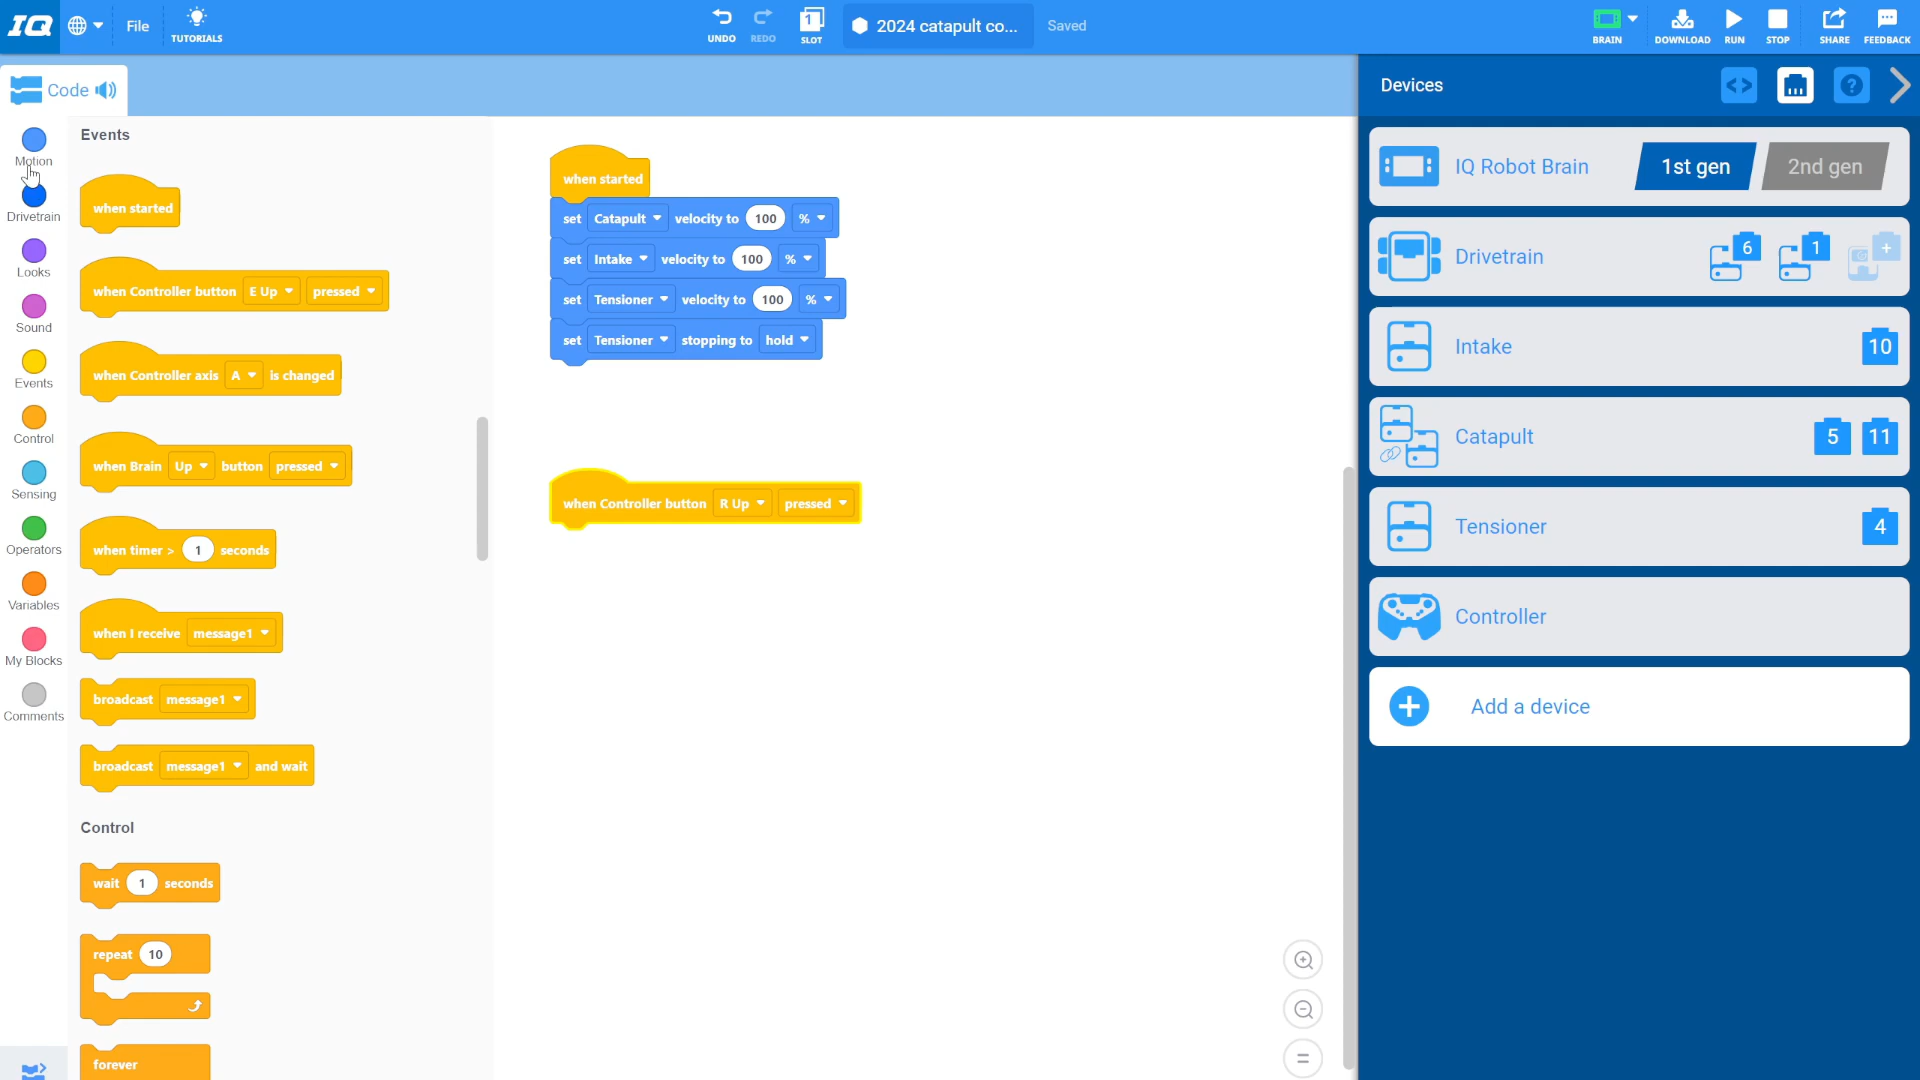 IQ File TUTORIALS UNDO REDO 1 SLOT 2024 catapult co... Saved BRAIN DOWNLOAD RUN STOP SHARE FEEDBACK
Code
Devices <> ?
Motion
Drivetrain
Looks
Sound
Events
Control
Sensing
Operators
Variables
My Blocks
Comments
Events
when started
when Controller button E Up pressed
when Controller axis A is changed
when Brain Up button pressed
when timer > 1 seconds
when I receive message1
broadcast message1
broadcast message1 and wait
Control
wait 1 seconds
repeat 10
forever
when started
set Catapult velocity to 100 %
set Intake velocity to 100 %
set Tensioner velocity to 100 %
set Tensioner stopping to hold
when Controller button R Up pressed
IQ Robot Brain 1st gen 2nd gen
Drivetrain 6 1 +
Intake 10
Catapult 5 11
Tensioner 4
Controller
+ Add a device